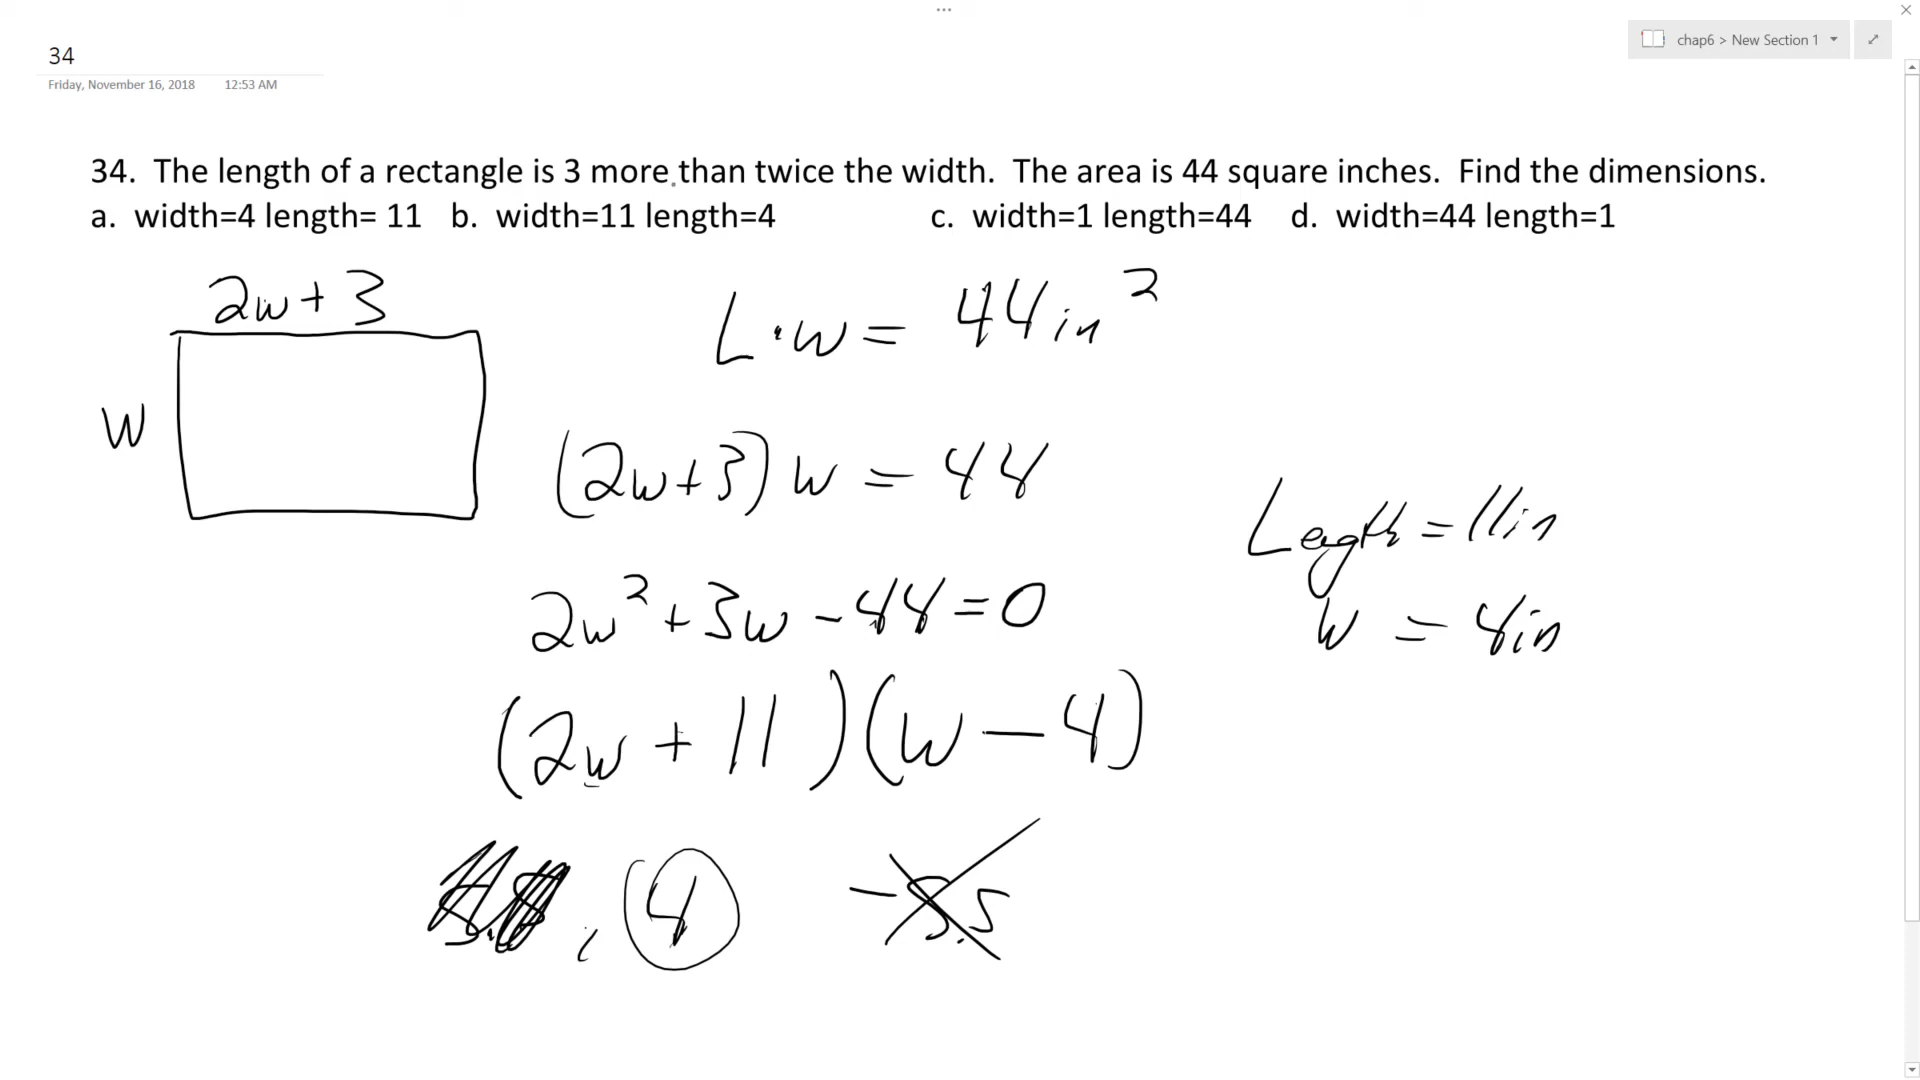 ...
chap6 > New Section 1
34
Friday, November 16, 2018 12:53 AM
34. The length of a rectangle is 3 more than twice the width. The area is 44 square inches. Find the dimensions.
a. width=4 length= 11 b. width=11 length=4 c. width=1 length=44 d. width=44 length=1
2w+3
W
L·w = 44in²
(2w+3)w = 44
2w²+3w-44=0
(2w + 11)(w-4)
, 4 -5.5
Length = 11in
W = 4in